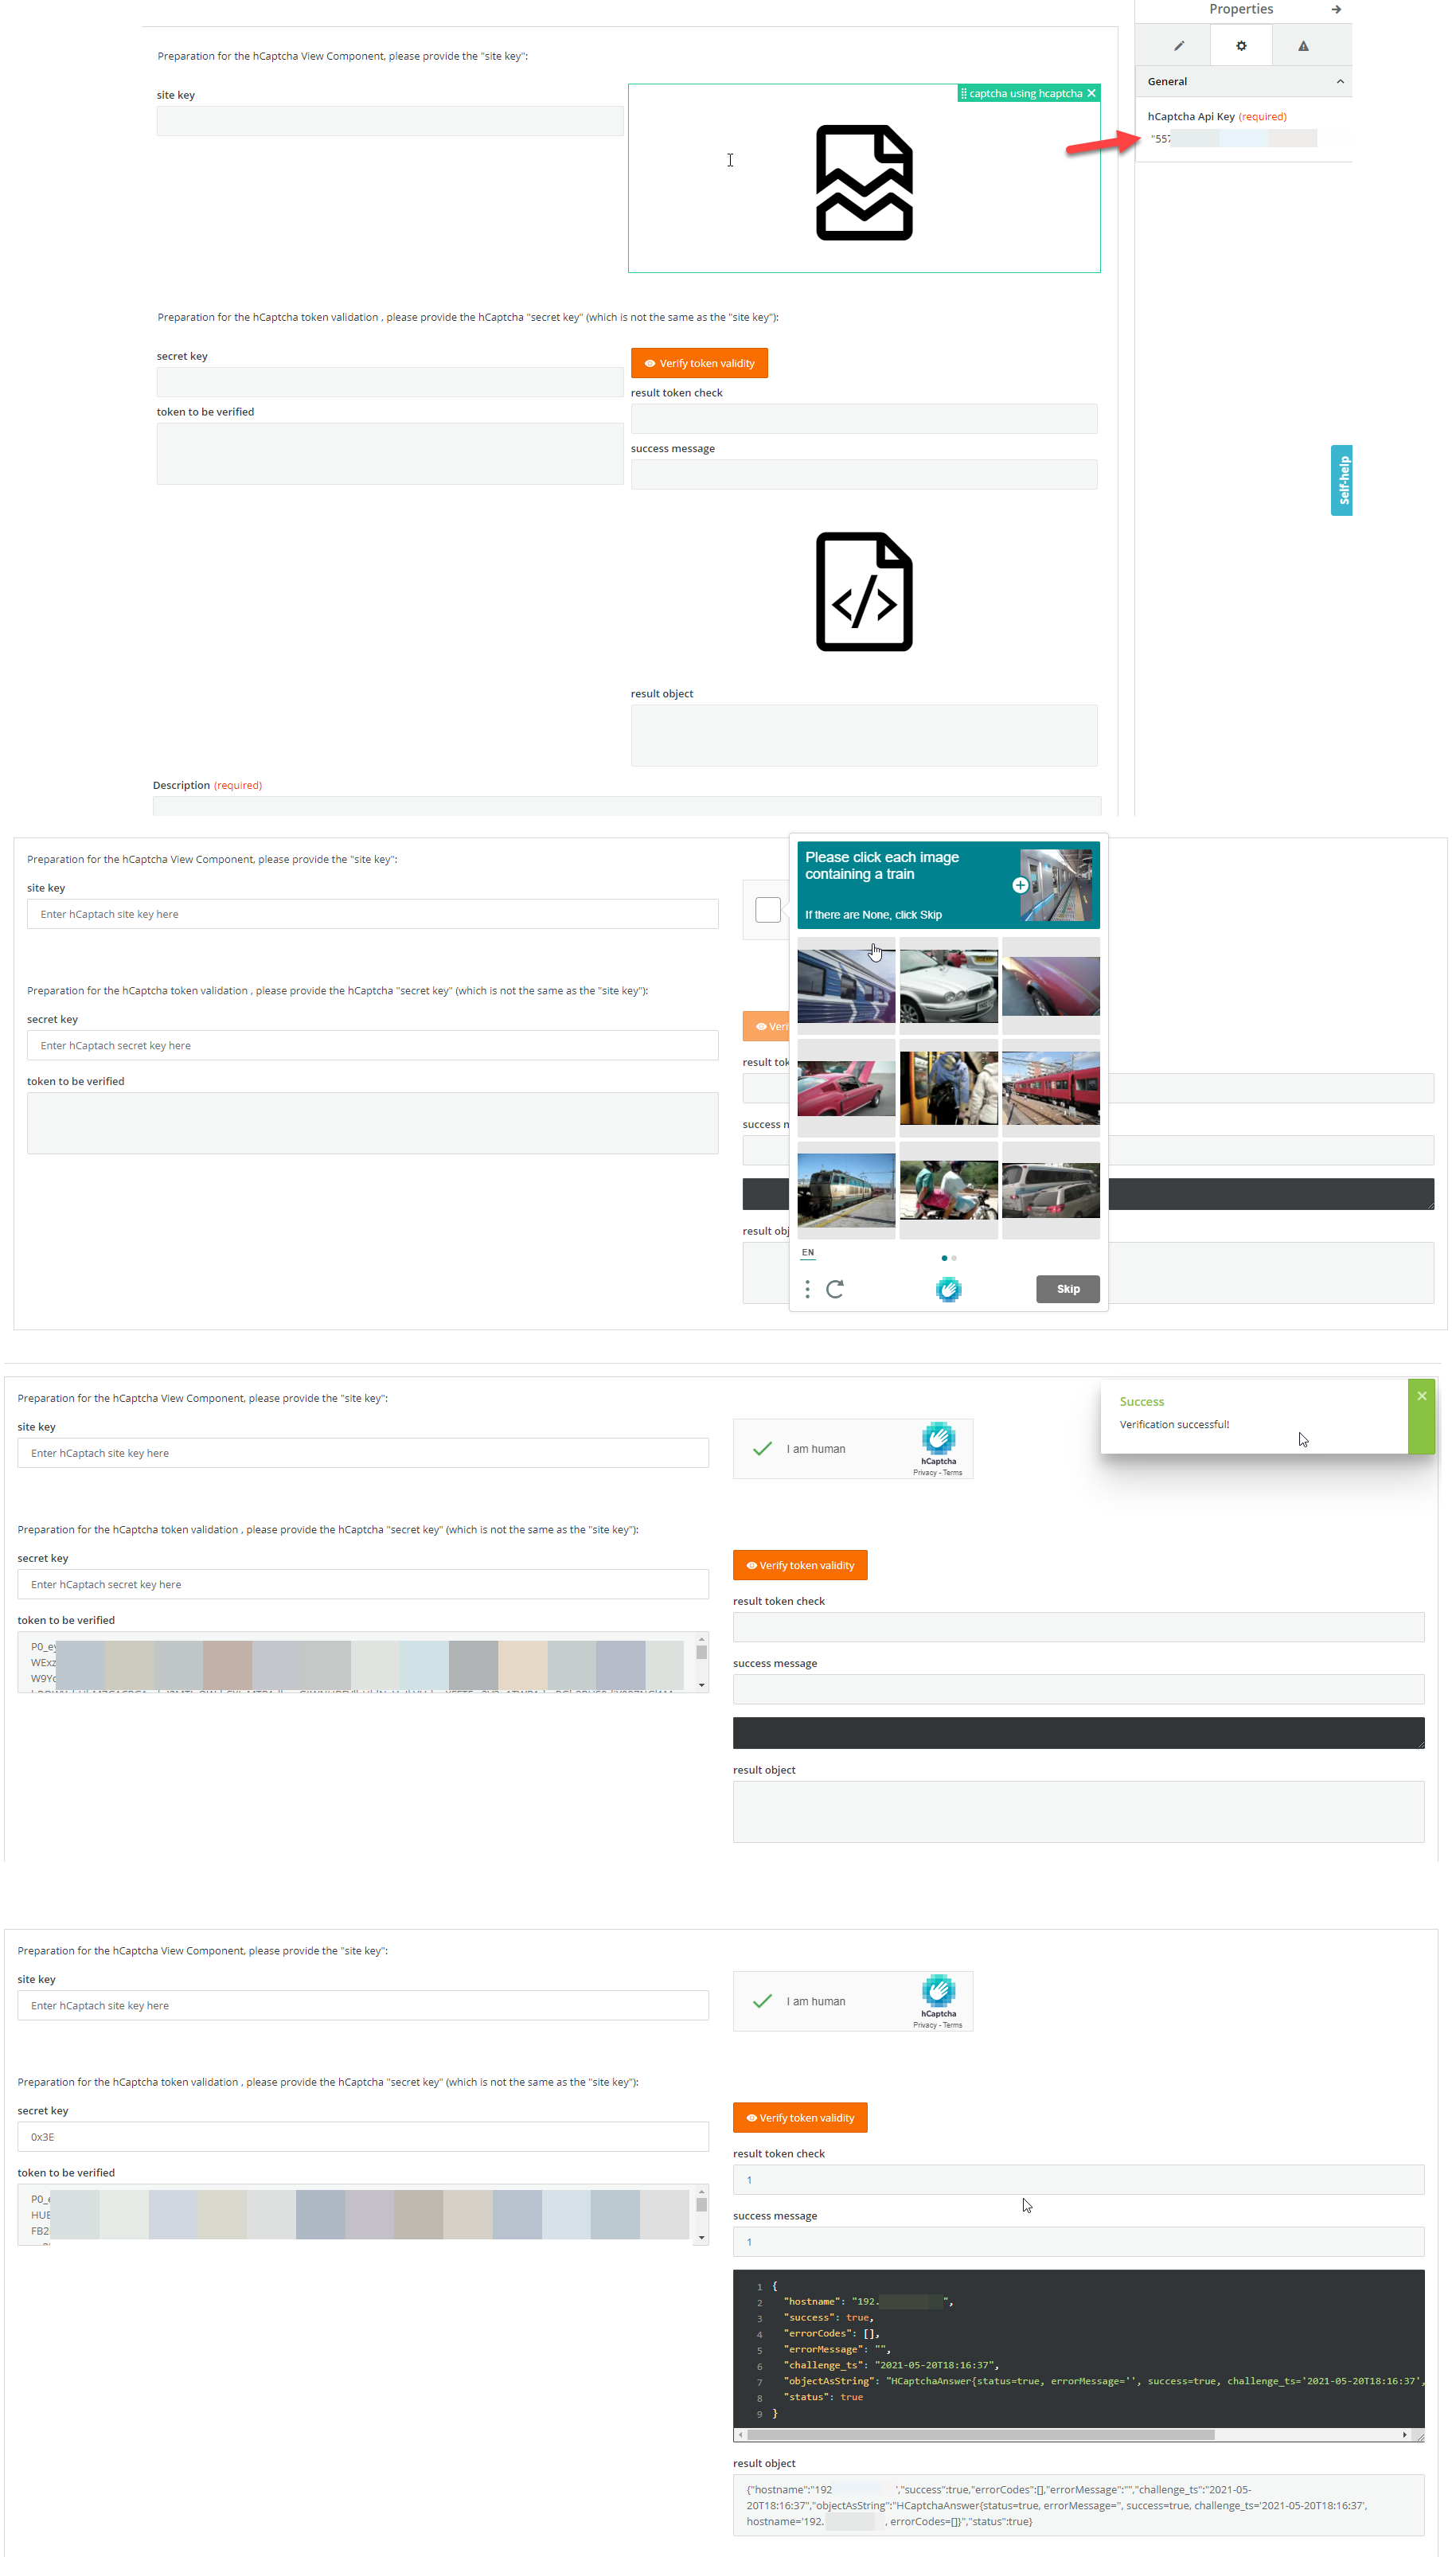 Properties
General
hCaptcha Api Key (required)
"557
Preparation for the hCaptcha View Component, please provide the "site key":
site key
captcha using hcaptcha
Preparation for the hCaptcha token validation , please provide the hCaptcha "secret key" (which is not the same as the "site key"):
secret key
Verify token validity
result token check
token to be verified
success message
Self-help
result object
Description (required)
Preparation for the hCaptcha View Component, please provide the "site key":
site key
Enter hCaptach site key here
Please click each image
containing a train
If there are None, click Skip
Preparation for the hCaptcha token validation , please provide the hCaptcha "secret key" (which is not the same as the "site key"):
secret key
Enter hCaptach secret key here
token to be verified
Veri
result tok
success n
result obj
EN
Skip
Preparation for the hCaptcha View Component, please provide the "site key":
site key
Enter hCaptach site key here
I am human
hCaptcha
Privacy - Terms
Success
Verification successful!
Preparation for the hCaptcha token validation , please provide the hCaptcha "secret key" (which is not the same as the "site key"):
secret key
Enter hCaptach secret key here
Verify token validity
result token check
token to be verified
P0_ey
WExz
W9Yc
success message
result object
Preparation for the hCaptcha View Component, please provide the "site key":
site key
Enter hCaptach site key here
I am human
hCaptcha
Privacy - Terms
Preparation for the hCaptcha token validation , please provide the hCaptcha "secret key" (which is not the same as the "site key"):
secret key
0x3E
Verify token validity
result token check
1
token to be verified
P0_e
HUE
FB2
success message
1
1 {
2 "hostname": "192. ",
3 "success": true,
4 "errorCodes": [],
5 "errorMessage": "",
6 "challenge_ts": "2021-05-20T18:16:37",
7 "objectAsString": "HCaptchaAnswer{status=true, errorMessage='', success=true, challenge_ts='2021-05-20T18:16:37',
8 "status": true
9 }
result object
{"hostname":"192 ","success":true,"errorCodes":[],"errorMessage":"","challenge_ts":"2021-05-
20T18:16:37","objectAsString":"HCaptchaAnswer{status=true, errorMessage='', success=true, challenge_ts='2021-05-20T18:16:37',
hostname='192. , errorCodes=[]}","status":true}